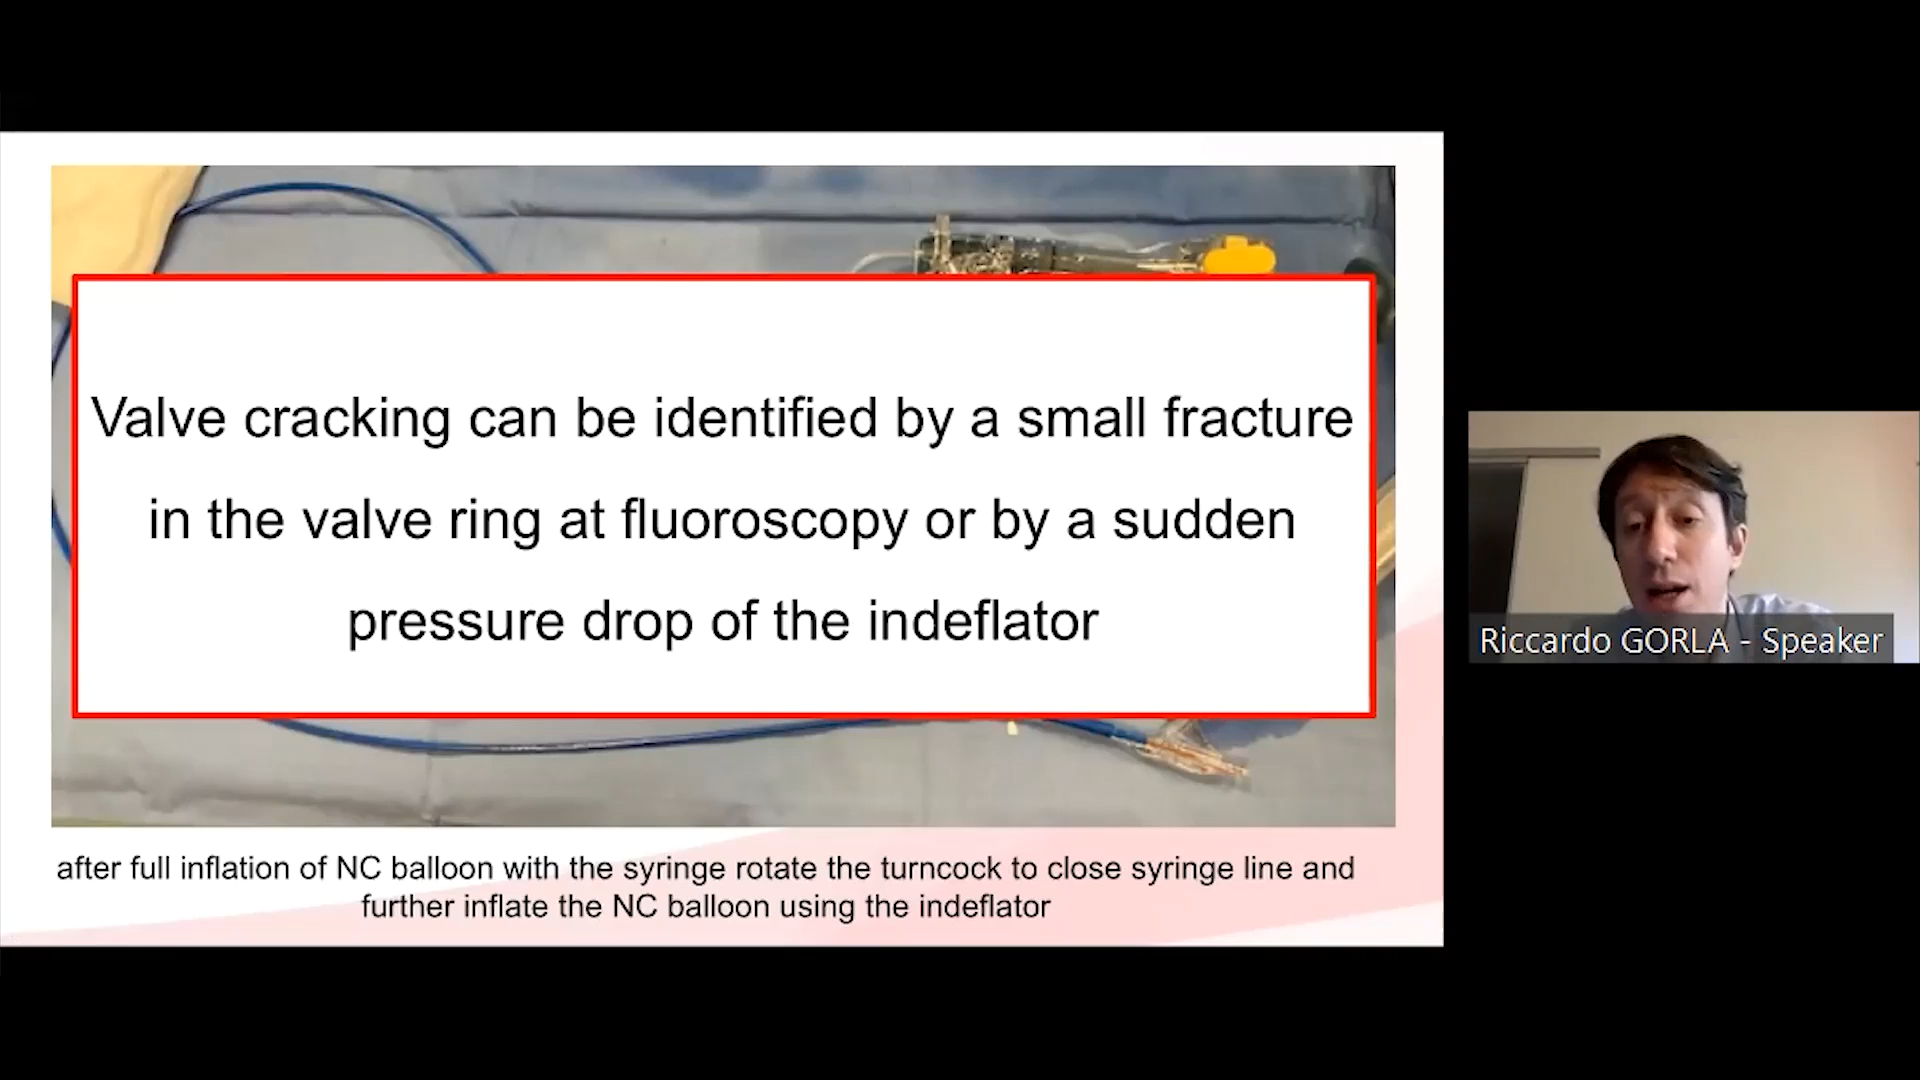 Valve cracking can be identified by a small fracture
in the valve ring at fluoroscopy or by a sudden
pressure drop of the indeflator
after full inflation of NC balloon with the syringe rotate the turncock to close syringe line and
further inflate the NC balloon using the indeflator
Riccardo GORLA - Speaker